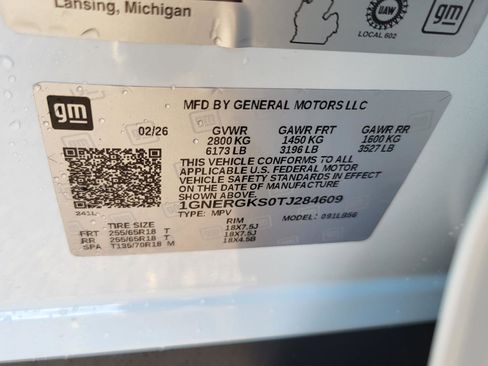 Lansing, Michigan
UAW
LOCAL 602
gm
gm
MFD BY GENERAL MOTORS LLC
02/26 GVWR GAWR FRT GAWR RR
2800 KG 1450 KG 1600 KG
6173 LB 3196 LB 3527 LB
THIS VEHICLE CONFORMS TO ALL
APPLICABLE U.S. FEDERAL MOTOR
VEHICLE SAFETY STANDARDS IN
EFFECT ON THE DATE OF MANUFACTURE
SHOWN ABOVE.
1GNERGKS0TJ284609
TYPE: MPV MODEL: 091LB56
241L
TIRE SIZE RIM
FRT 255/65R18 T 18X7.5J
RR 255/65R18 T 18X7.5J
SPA T135/70R18 M 18X4.5B